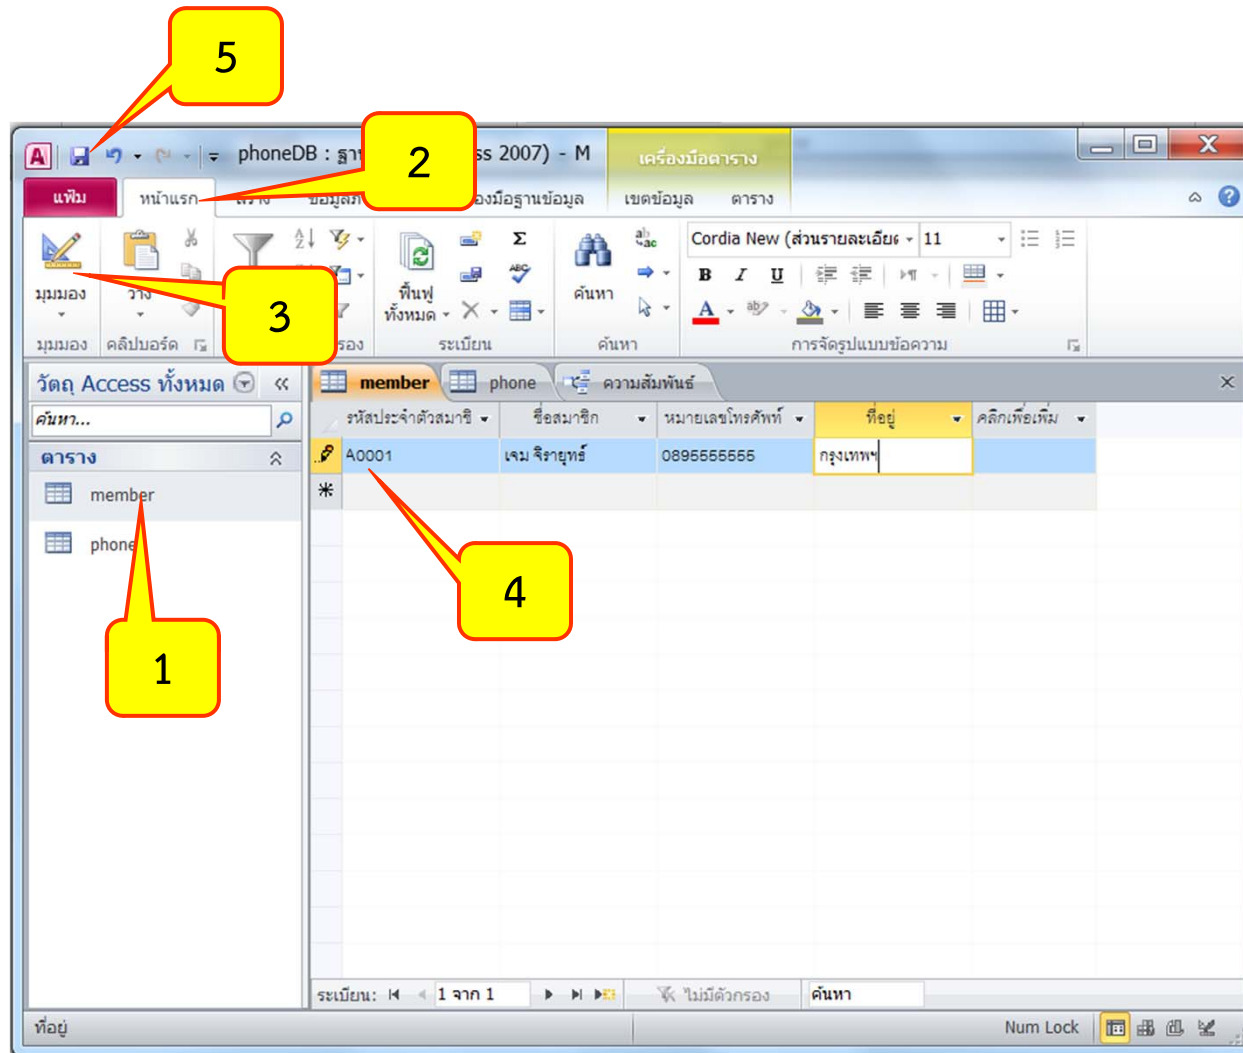 5
phoneDB : ss 2007) - M
เครื่องมือตาราง
2
แฟ้ม หน้าแรก เขตข้อมูล ตาราง
มุมมอง วาง ฟื้นฟู ค้นหา
ทั้งหมด
Cordia New (ส่วนรายละเอีย 11
B I U
3
มุมมอง คลิปบอร์ด รอง ระเบียน ค้นหา การจัดรูปแบบข้อความ
วัตถุ Access ทั้งหมด
member phone ความสัมพันธ์
ค้นหา...
รหัสประจำตัวสมาชิ ชื่อสมาชิก หมายเลขโทรศัพท์ ที่อยู่ คลิกเพื่อเพิ่ม
ตาราง
A0001 เจม จิรายุทธ์ 0895555555 กรุงเทพฯ
member
phone
4
1
ระเบียน: 1 จาก 1 ไม่มีตัวกรอง ค้นหา
ที่อยู่ Num Lock